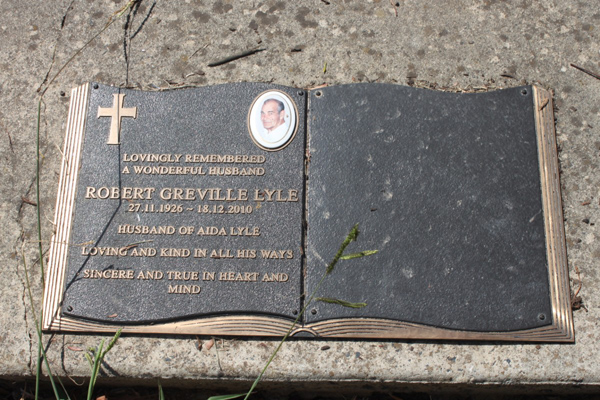 LOVINGLY REMEMBERED
A WONDERFUL HUSBAND
ROBERT GREVILLE LYLE
27.11.1926 ~ 18.12.2010
HUSBAND OF AIDA LYLE
LOVING AND KIND IN ALL HIS WAYS
SINCERE AND TRUE IN HEART AND
MIND